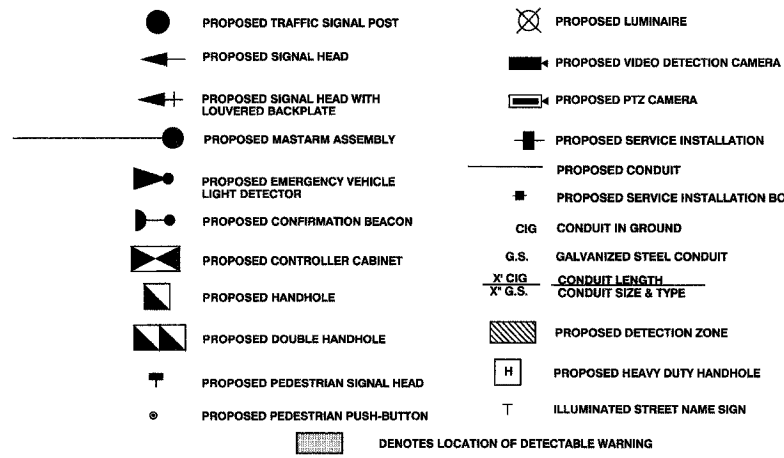 PROPOSED TRAFFIC SIGNAL POST
PROPOSED SIGNAL HEAD
PROPOSED SIGNAL HEAD WITH
LOUVERED BACKPLATE
PROPOSED MASTARM ASSEMBLY
PROPOSED EMERGENCY VEHICLE
LIGHT DETECTOR
PROPOSED CONFIRMATION BEACON
PROPOSED CONTROLLER CABINET
PROPOSED HANDHOLE
PROPOSED DOUBLE HANDHOLE
PROPOSED PEDESTRIAN SIGNAL HEAD
PROPOSED PEDESTRIAN PUSH-BUTTON
PROPOSED LUMINAIRE
PROPOSED VIDEO DETECTION CAMERA
PROPOSED PTZ CAMERA
PROPOSED SERVICE INSTALLATION
PROPOSED CONDUIT
PROPOSED SERVICE INSTALLATION BO
CIG CONDUIT IN GROUND
G.S. GALVANIZED STEEL CONDUIT
X' CIG CONDUIT LENGTH
X" G.S. CONDUIT SIZE & TYPE
PROPOSED DETECTION ZONE
H PROPOSED HEAVY DUTY HANDHOLE
ILLUMINATED STREET NAME SIGN
DENOTES LOCATION OF DETECTABLE WARNING